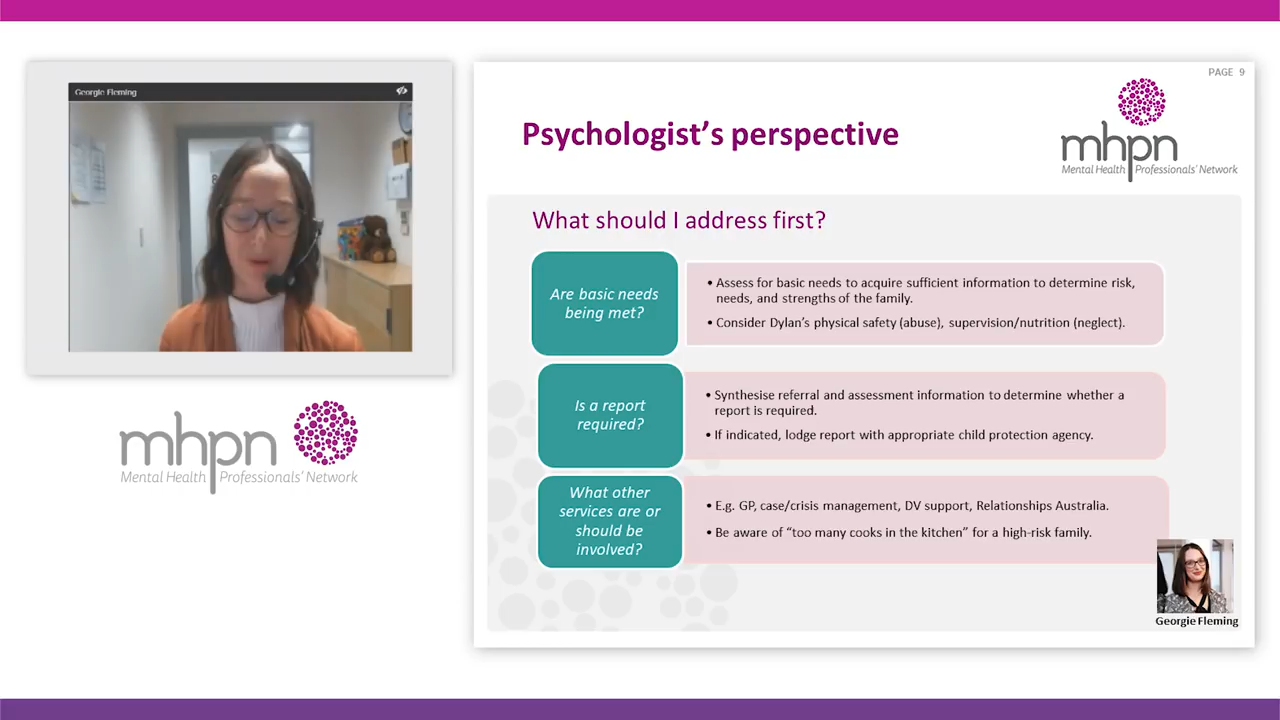 Georgie Fleming
mhpn
Mental Health Professionals' Network
PAGE 9
Psychologist's perspective
mhpn
Mental Health Professionals' Network
What should I address first?
Are basic needs
being met?
• Assess for basic needs to acquire sufficient information to determine risk,
needs, and strengths of the family.
• Consider Dylan's physical safety (abuse), supervision/nutrition (neglect).
Is a report
required?
• Synthesise referral and assessment information to determine whether a
report is required.
• If indicated, lodge report with appropriate child protection agency.
What other
services are or
should be
involved?
• E.g. GP, case/crisis management, DV support, Relationships Australia.
• Be aware of “too many cooks in the kitchen” for a high-risk family.
Georgie Fleming